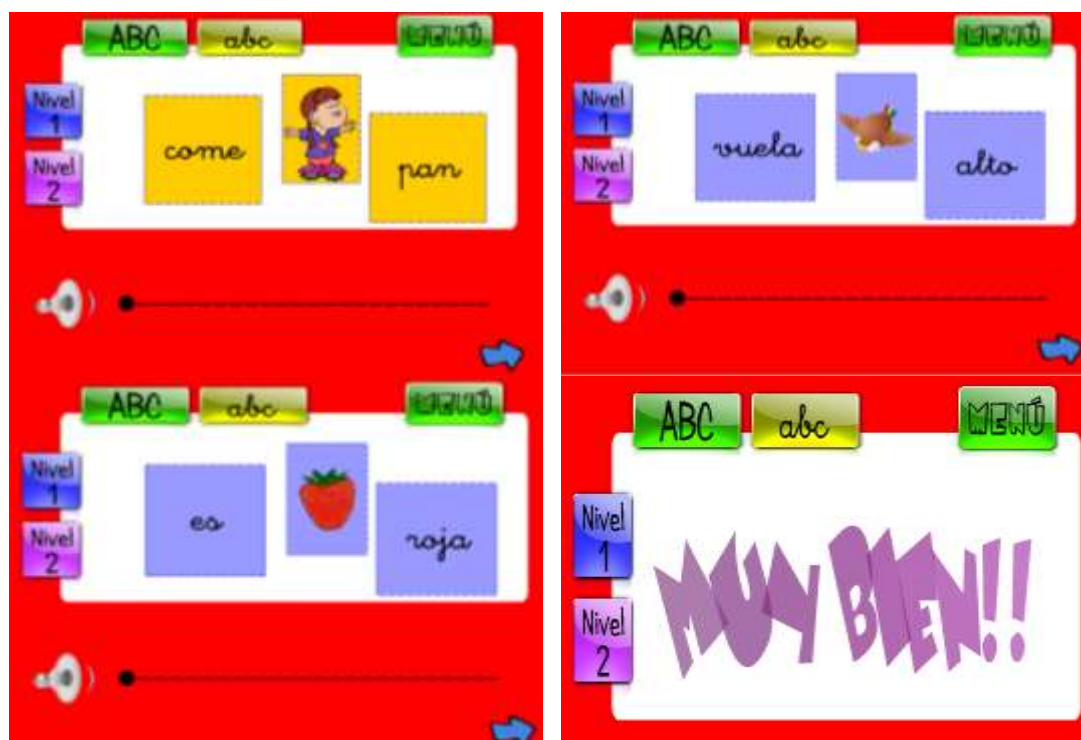 ABC abc MENÚ
Nivel 1
Nivel 2
come pan
ABC abc MENÚ
Nivel 1
Nivel 2
vuela alto
ABC abc MENÚ
Nivel 1
Nivel 2
es roja
ABC abc MENÚ
Nivel 1
Nivel 2
MUY BIEN!!